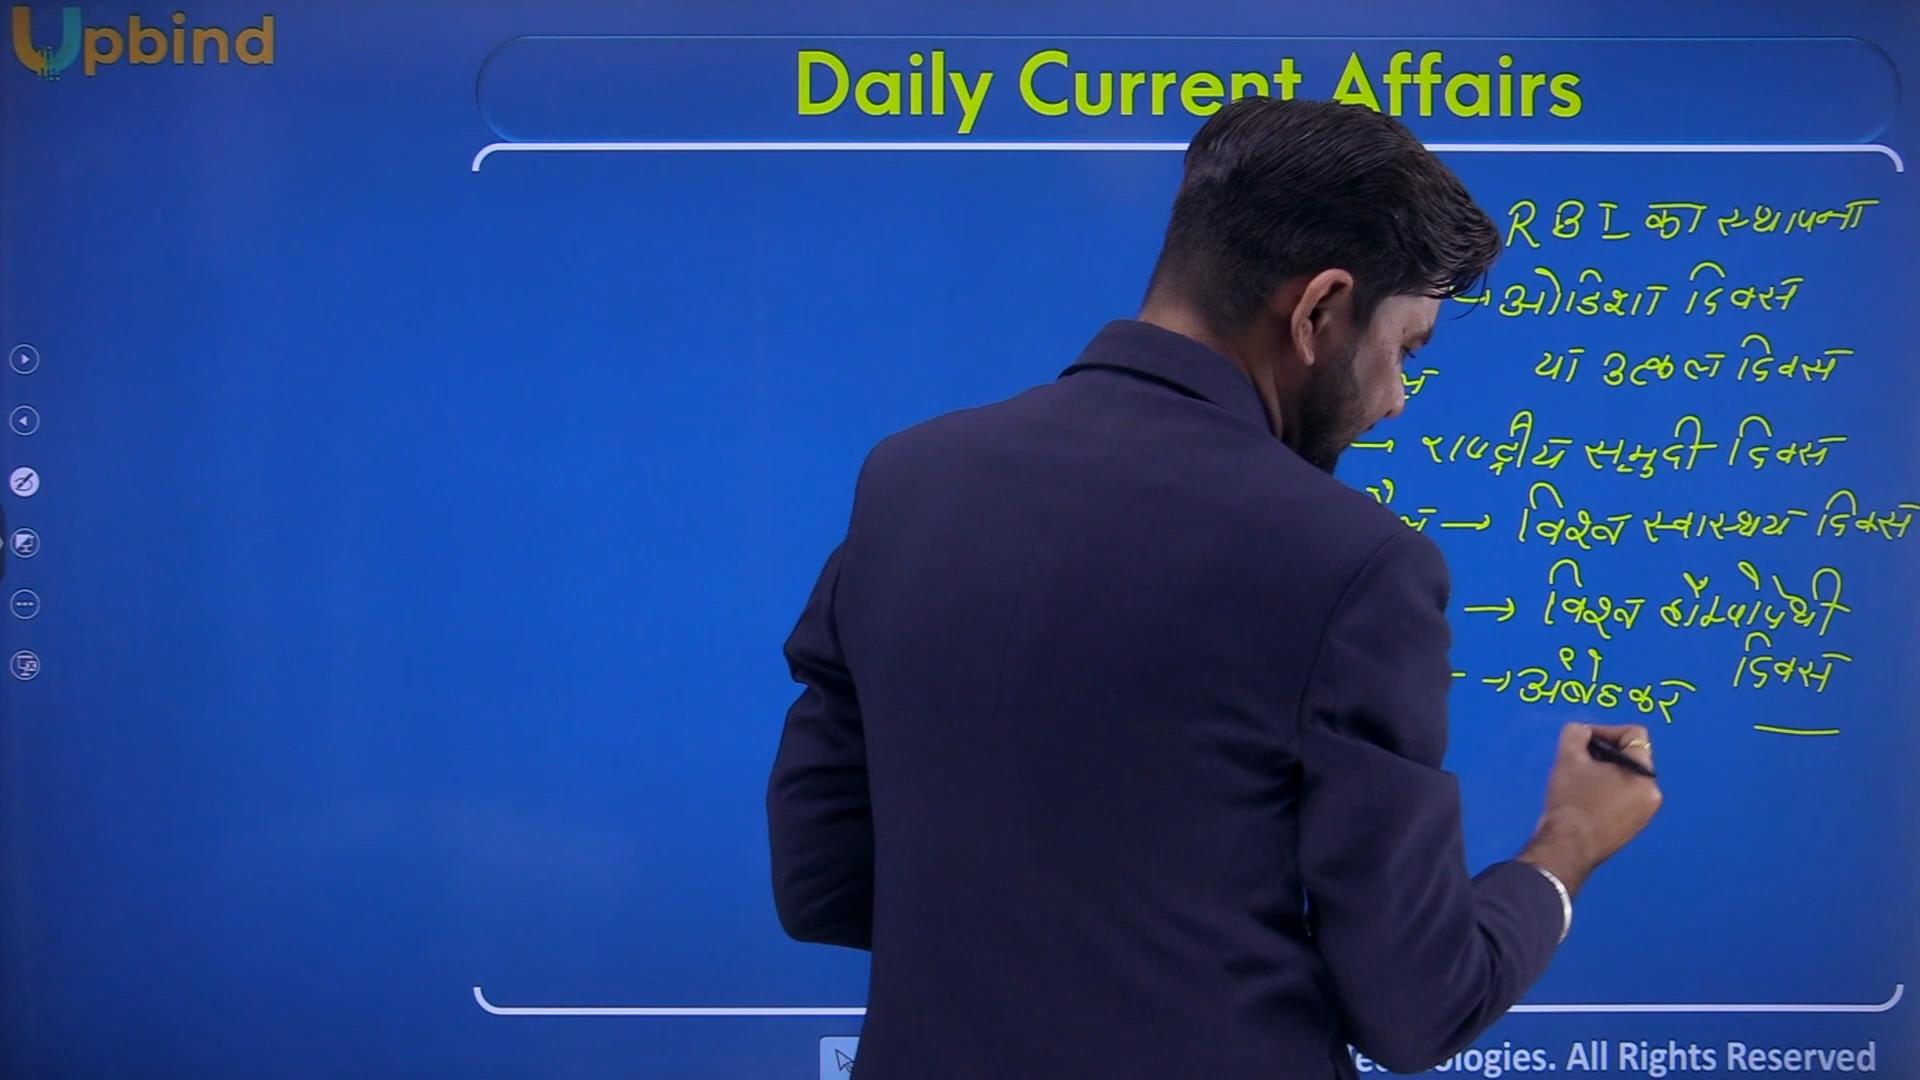 Upbind
Daily Current Affairs
RBI का स्थापना
→ ओडिशा दिवस
या उत्कल दिवस
→ राष्ट्रीय समुद्री दिवस
→ विश्व स्वास्थय दिवस
→ विश्व होम्योपैथी
दिवस
→ अंबेडकर
ologies. All Rights Reserved